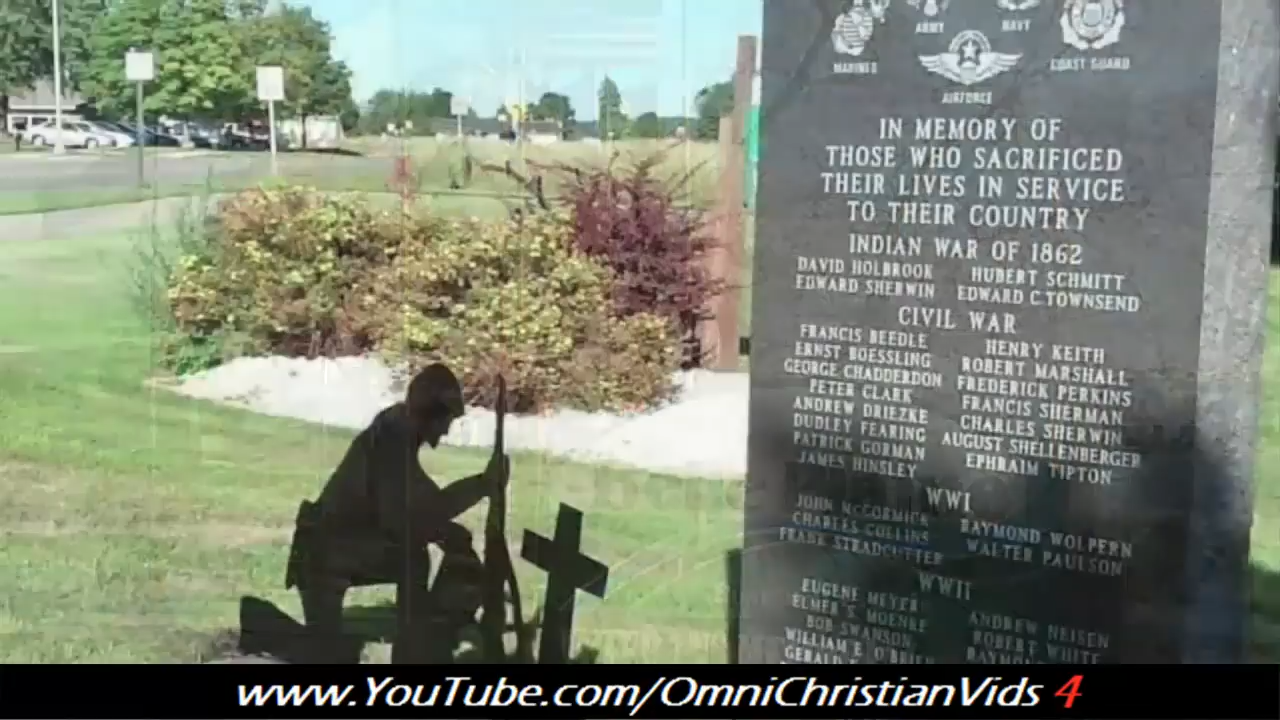 ARMY NAVY
MARINES COAST GUARD
AIRFORCE
IN MEMORY OF
THOSE WHO SACRIFICED
THEIR LIVES IN SERVICE
TO THEIR COUNTRY
INDIAN WAR OF 1862
DAVID HOLBROOK HUBERT SCHMITT
EDWARD SHERWIN EDWARD C. TOWNSEND
CIVIL WAR
FRANCIS BEEDLE HENRY KEITH
ERNST BOESSLING ROBERT MARSHALL
GEORGE CHADDERDON FREDERICK PERKINS
PETER CLARK FRANCIS SHERMAN
ANDREW DRIEZKE CHARLES SHERWIN
DUDLEY FEARING AUGUST SHELLENBERGER
PATRICK GORMAN EPHRAIM TIPTON
JAMES HINSLEY
WWI
JOHN McCORMICK RAYMOND WOLPERN
CHARLES COLLINS WALTER PAULSON
FRANK STRADCUTTER
WWII
EUGENE MEYER ANDREW NEISEN
ELMER S. MOENKE ROBERT WHITE
BOB SWANSON
WILLIAM E. O'BRIEN
www.YouTube.com/OmniChristianVids 4